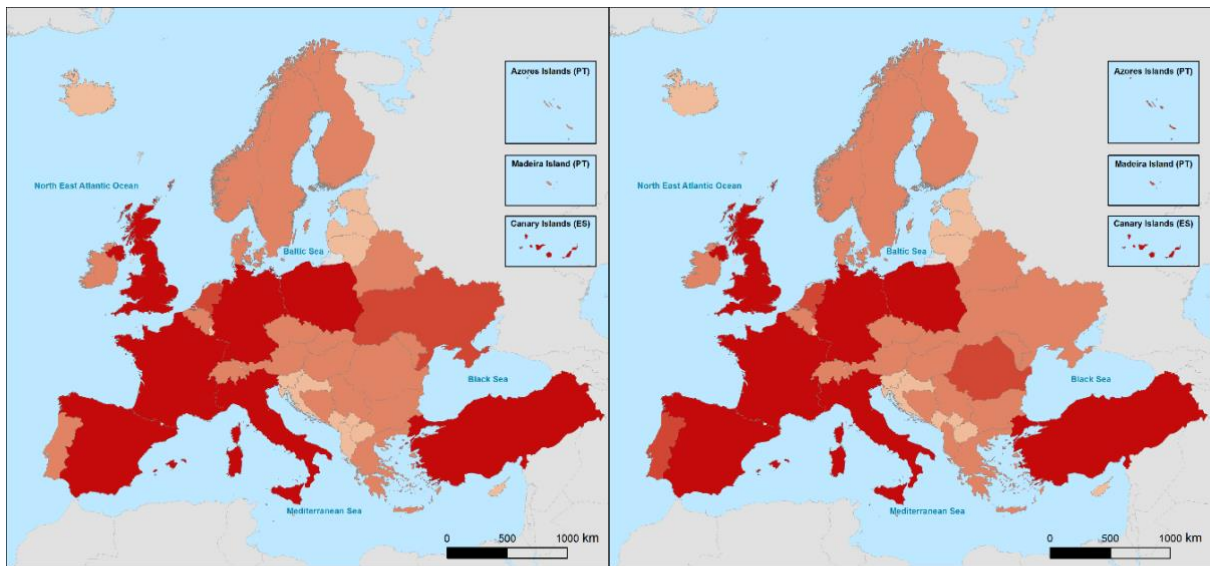 Azores Islands (PT)
Madeira Island (PT)
North East Atlantic Ocean
Canary Islands (ES)
Baltic Sea
Black Sea
Mediterranean Sea
0 500 1000 km
Azores Islands (PT)
Madeira Island (PT)
North East Atlantic Ocean
Canary Islands (ES)
Baltic Sea
Black Sea
Mediterranean Sea
0 500 1000 km